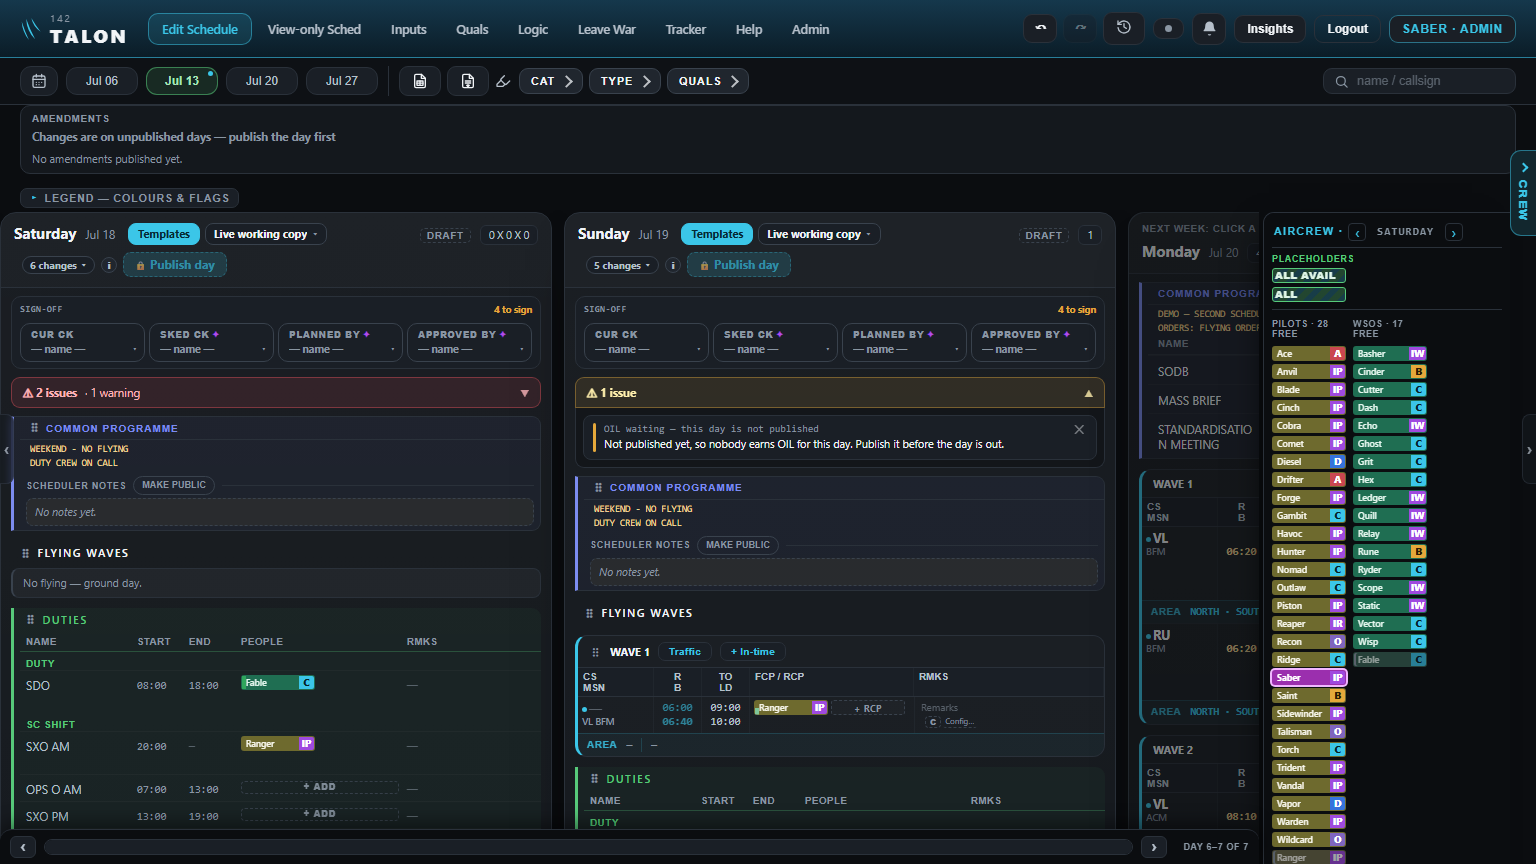 142
TALON
Edit Schedule
View-only Sched
Inputs
Quals
Logic
Leave War
Tracker
Help
Admin
Insights
Logout
SABER · ADMIN
Jul 06
Jul 13
Jul 20
Jul 27
CAT
TYPE
QUALS
name / callsign
AMENDMENTS
Changes are on unpublished days — publish the day first
No amendments published yet.
CREW
LEGEND — COLOURS & FLAGS
Saturday Jul 18
Templates
Live working copy
DRAFT
0X0X0
6 changes
i
Publish day
SIGN-OFF
4 to sign
CUR CK
— name —
SKED CK
— name —
PLANNED BY
— name —
APPROVED BY
— name —
2 issues · 1 warning
COMMON PROGRAMME
WEEKEND - NO FLYING
DUTY CREW ON CALL
SCHEDULER NOTES
MAKE PUBLIC
No notes yet.
FLYING WAVES
No flying — ground day.
DUTIES
NAME START END PEOPLE RMKS
DUTY
SDO 08:00 18:00 Fable C —
SC SHIFT
SXO AM 20:00 — Ranger IP —
OPS O AM 07:00 13:00 + ADD —
SXO PM 13:00 19:00 + ADD —
Sunday Jul 19
Templates
Live working copy
DRAFT
1
5 changes
i
Publish day
SIGN-OFF
4 to sign
CUR CK
— name —
SKED CK
— name —
PLANNED BY
— name —
APPROVED BY
— name —
1 issue
OIL waiting — this day is not published
Not published yet, so nobody earns OIL for this day. Publish it before the day is out.
COMMON PROGRAMME
WEEKEND - NO FLYING
DUTY CREW ON CALL
SCHEDULER NOTES
MAKE PUBLIC
No notes yet.
FLYING WAVES
WAVE 1
Traffic
+ In-time
CS R TO FCP / RCP RMKS
MSN B LD
— 06:00 09:00 Ranger IP + RCP Remarks
VL BFM 06:40 10:00 C Config...
AREA — —
DUTIES
NAME START END PEOPLE RMKS
DUTY
NEXT WEEK: CLICK A
Monday Jul 20
COMMON PROGRA
DEMO — SECOND SCHEDU
ORDERS: FLYING ORDER
NAME
SODB
MASS BRIEF
STANDARDISATIO
N MEETING
WAVE 1
CS R
MSN B
VL
BFM 06:20
AREA NORTH · SOUT
RU
BFM 06:20
AREA NORTH · SOUT
WAVE 2
CS R
MSN B
VL
ACM 08:10
AIRCREW ·
SATURDAY
PLACEHOLDERS
ALL AVAIL
ALL
PILOTS · 28
FREE
Ace A
Anvil IP
Blade IP
Cinch IP
Cobra IP
Comet IP
Diesel D
Drifter A
Forge IP
Gambit C
Havoc IP
Hunter IP
Nomad C
Outlaw C
Piston IP
Reaper IR
Recon O
Ridge C
Saber IP
Saint B
Sidewinder IP
Talisman O
Torch C
Trident IP
Vandal IP
Vapor D
Warden IP
Wildcard O
Ranger IP
WSOS · 17
FREE
Basher IW
Cinder B
Cutter C
Dash C
Echo IW
Ghost C
Grit C
Hex C
Ledger IW
Quill IW
Relay IW
Rune B
Ryder C
Scope IW
Static IW
Vector C
Wisp C
Fable C
DAY 6–7 OF 7